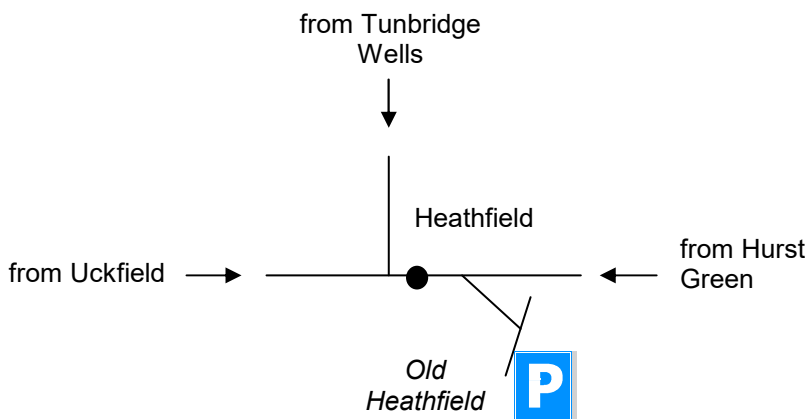 from Tunbridge
Wells
Heathfield
from Uckfield
from Hurst
Green
Old
Heathfield
P